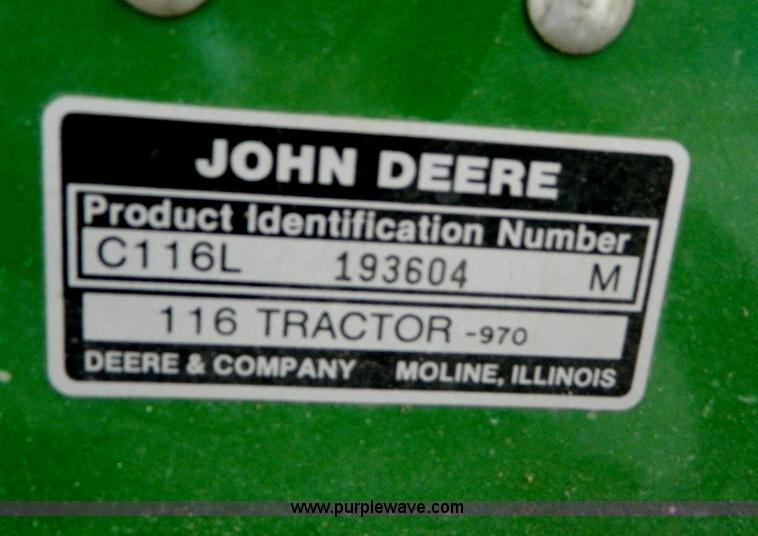 JOHN DEERE
Product Identification Number
C116L 193604 M
116 TRACTOR -970
DEERE & COMPANY MOLINE, ILLINOIS
www.purplewave.com